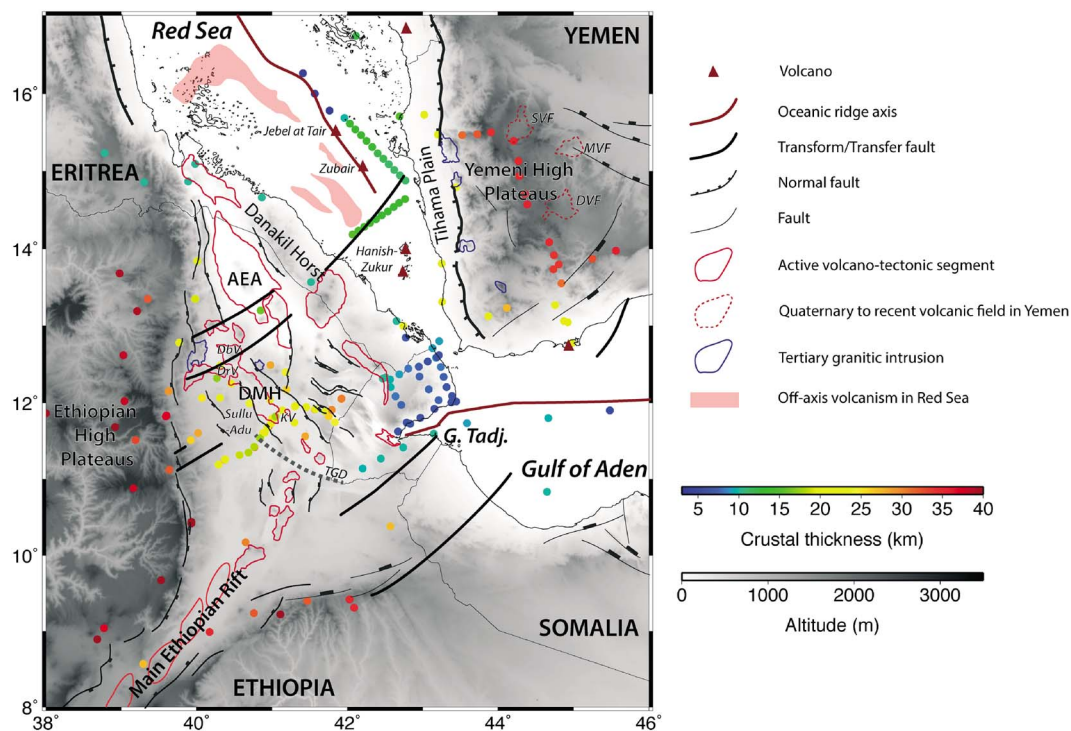 Red Sea
YEMEN
16°
Jebel at Tair
SVF
MVF
Zubair
ERITREA
Yemeni High
Plateaus
DVF
Tihama Plain
Danakil Horst
14°
Hanish-
Zukur
AEA
DbV
DrV
DMH
12°
Ethiopian
High
Plateaus
Sullu
-Adu
KV
G. Tadj.
TGD
Gulf of Aden
10°
Main Ethiopian Rift
SOMALIA
ETHIOPIA
8°
38
40
42
44
46
Volcano
Oceanic ridge axis
Transform/Transfer fault
Normal fault
Fault
Active volcano-tectonic segment
Quaternary to recent volcanic field in Yemen
Tertiary granitic intrusion
Off-axis volcanism in Red Sea
5 10 15 20 25 30 35 40
Crustal thickness (km)
0 1000 2000 3000
Altitude (m)